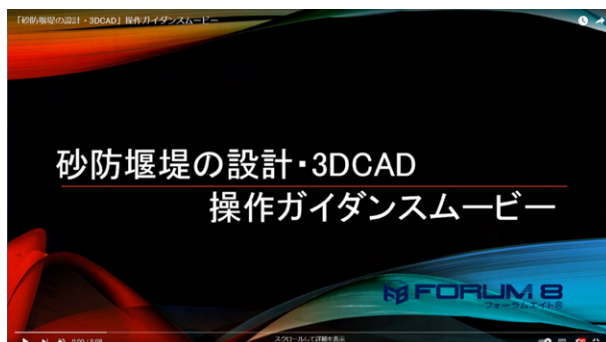 「砂防堰堤の設計・3DCAD」操作ガイダンスムービー
砂防堰堤の設計・3DCAD
操作ガイダンスムービー
FORUM 8
フォーラムエイト®
スクロールして詳細を表示